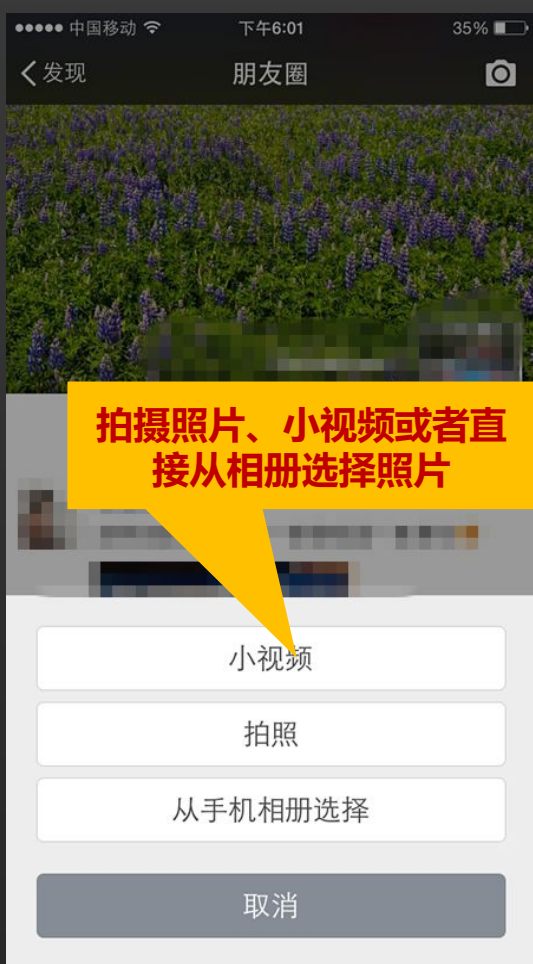 中国移动 下午6:01 35%
发现 朋友圈
拍摄照片、小视频或者直
接从相册选择照片
小视频
拍照
从手机相册选择
取消